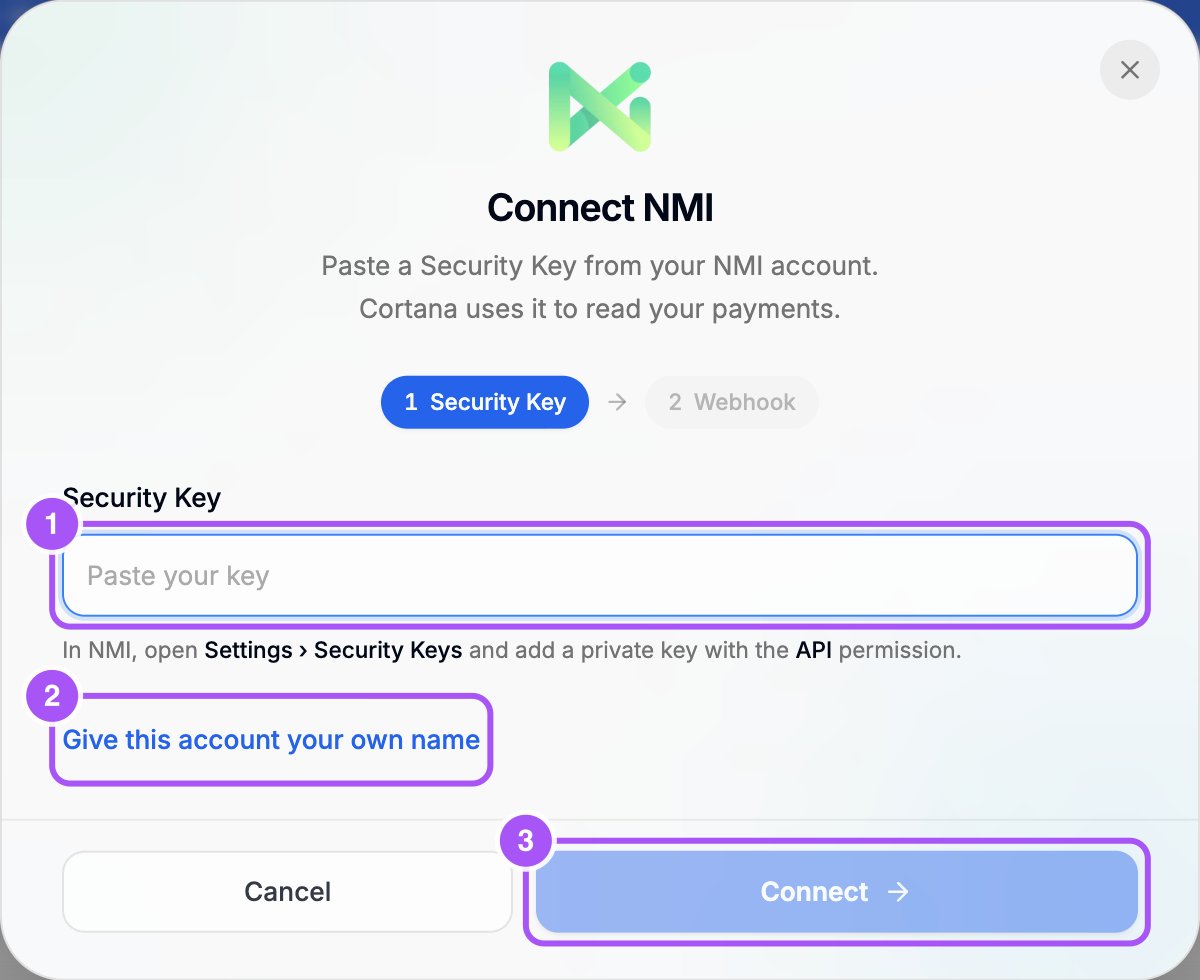 Connect NMI
Paste a Security Key from your NMI account.
Cortana uses it to read your payments.
1 Security Key → 2 Webhook
Security Key
1
Paste your key
In NMI, open Settings › Security Keys and add a private key with the API permission.
2
Give this account your own name
3
Cancel
Connect →